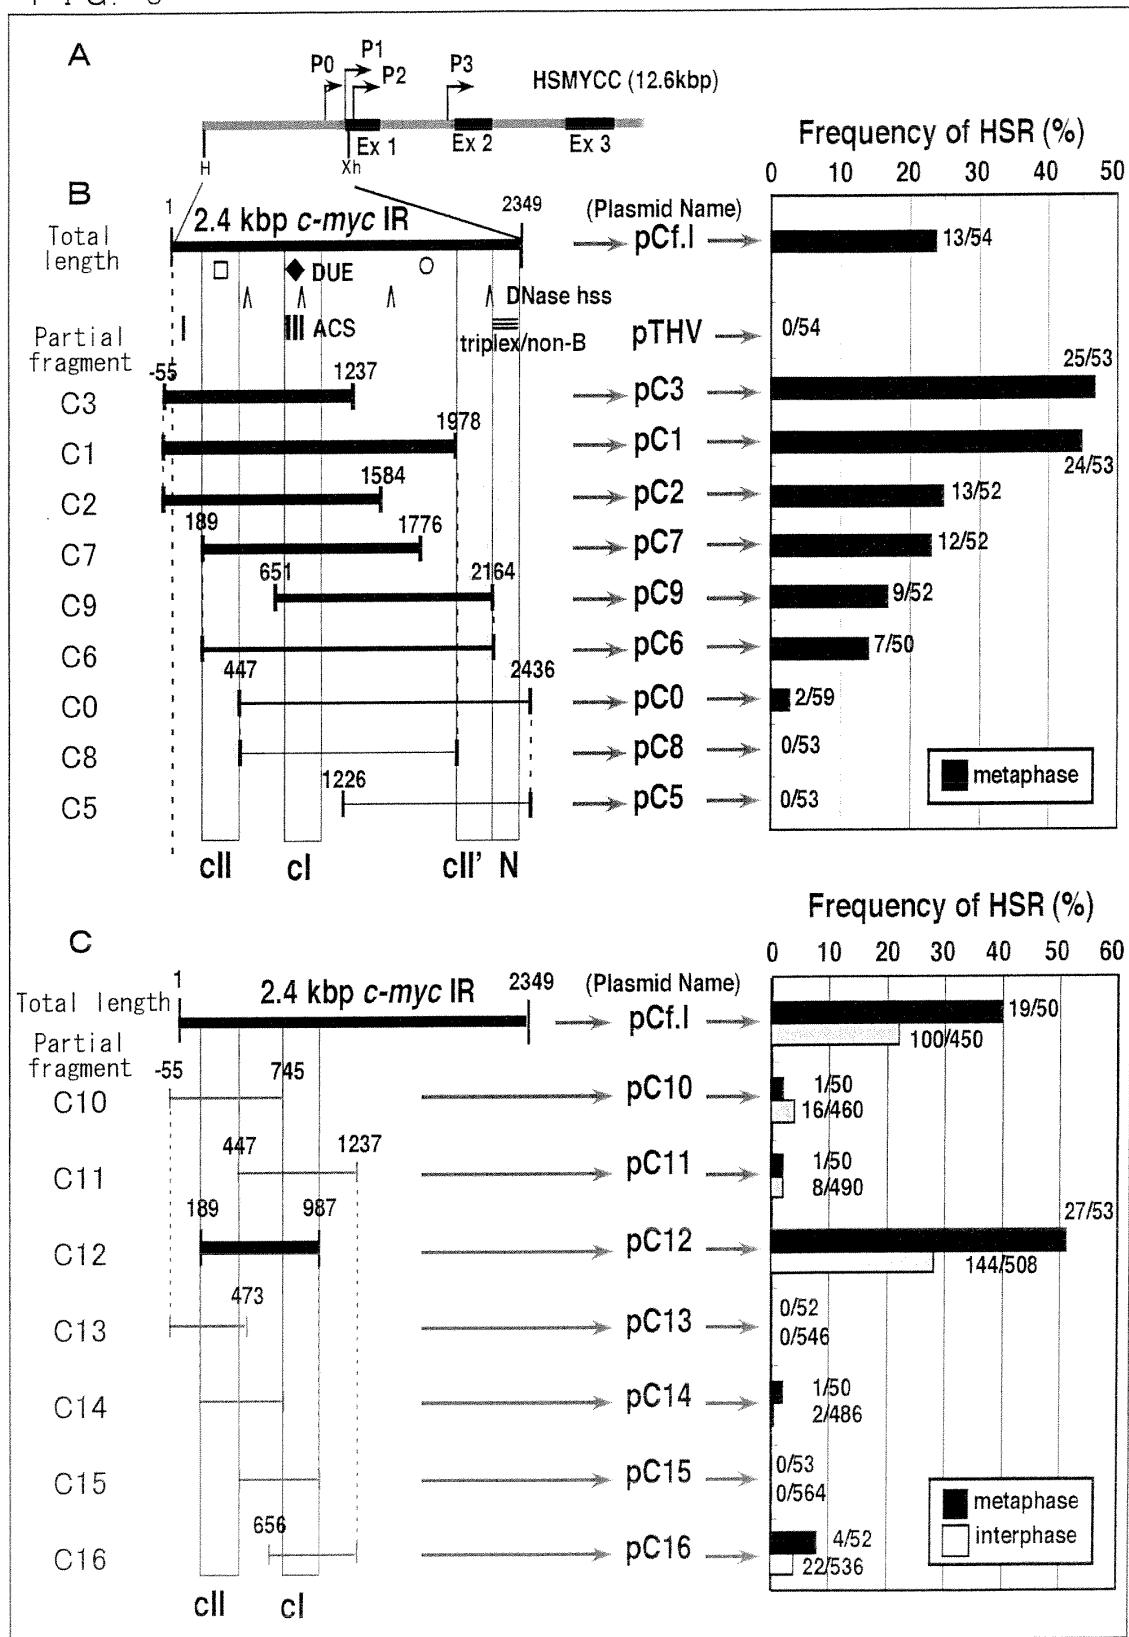 A
P0
P1
P2
P3
HSMYCC (12.6kbp)
Ex 1
Ex 2
Ex 3
H
Xh
Frequency of HSR (%)
0 10 20 30 40 50
B
1
2.4 kbp c-myc IR
2349
(Plasmid Name)
Total length
pCf.I
13/54
DUE
DNase hss
ACS
triplex/non-B
pTHV
0/54
Partial fragment
-55
1237
C3
pC3
25/53
1978
C1
pC1
24/53
1584
C2
pC2
13/52
189
1776
C7
pC7
12/52
651
2164
C9
pC9
9/52
C6
pC6
7/50
447
2436
C0
pC0
2/59
C8
pC8
0/53
1226
C5
pC5
0/53
metaphase
cII
cI
cII'
N
Frequency of HSR (%)
0 10 20 30 40 50 60
C
1
2.4 kbp c-myc IR
2349
(Plasmid Name)
Total length
pCf.I
19/50
100/450
Partial fragment
-55
745
C10
pC10
1/50
16/460
447
1237
C11
pC11
1/50
8/490
189
987
C12
pC12
27/53
144/508
473
C13
pC13
0/52
0/546
C14
pC14
1/50
2/486
C15
pC15
0/53
0/564
656
C16
pC16
4/52
22/536
metaphase
interphase
cII
cI